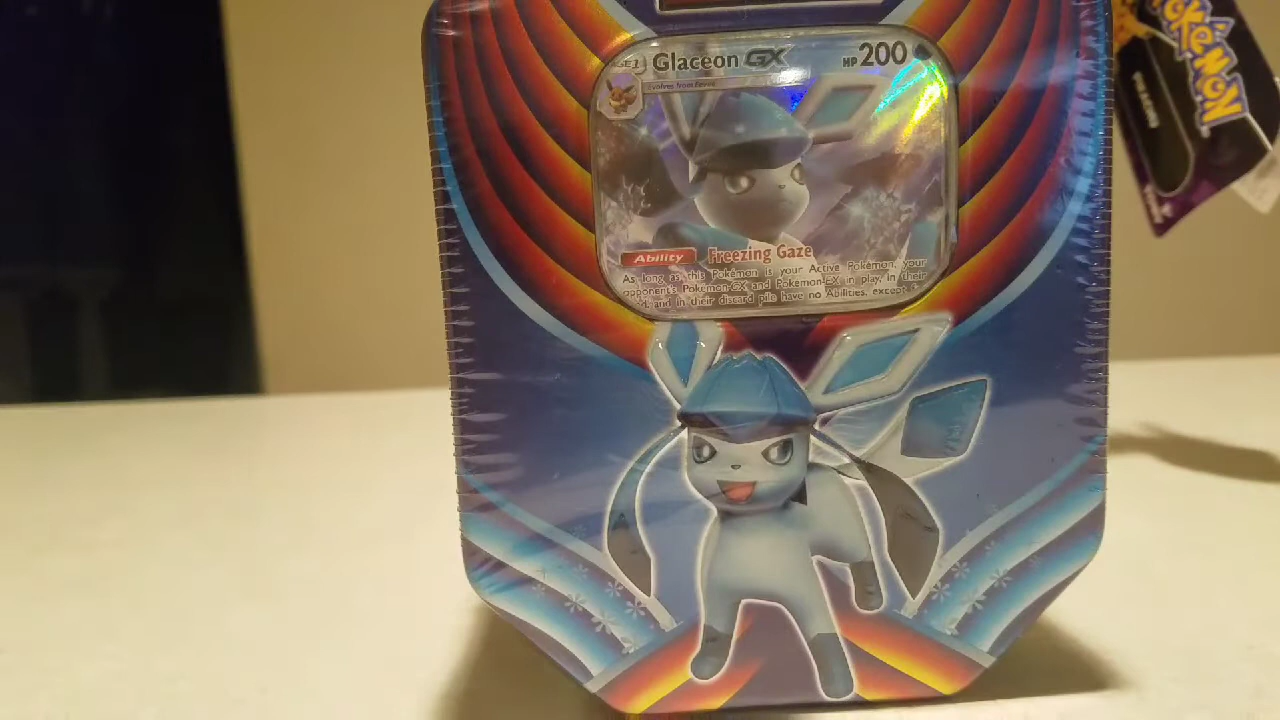 Glaceon GX HP 200
Evolves from Eevee
Ability Freezing Gaze
As long as this Pokémon is your Active Pokémon, your
opponent's Pokémon-GX and Pokémon-EX in play, in their
and in their discard pile have no Abilities, except
POKÉMON